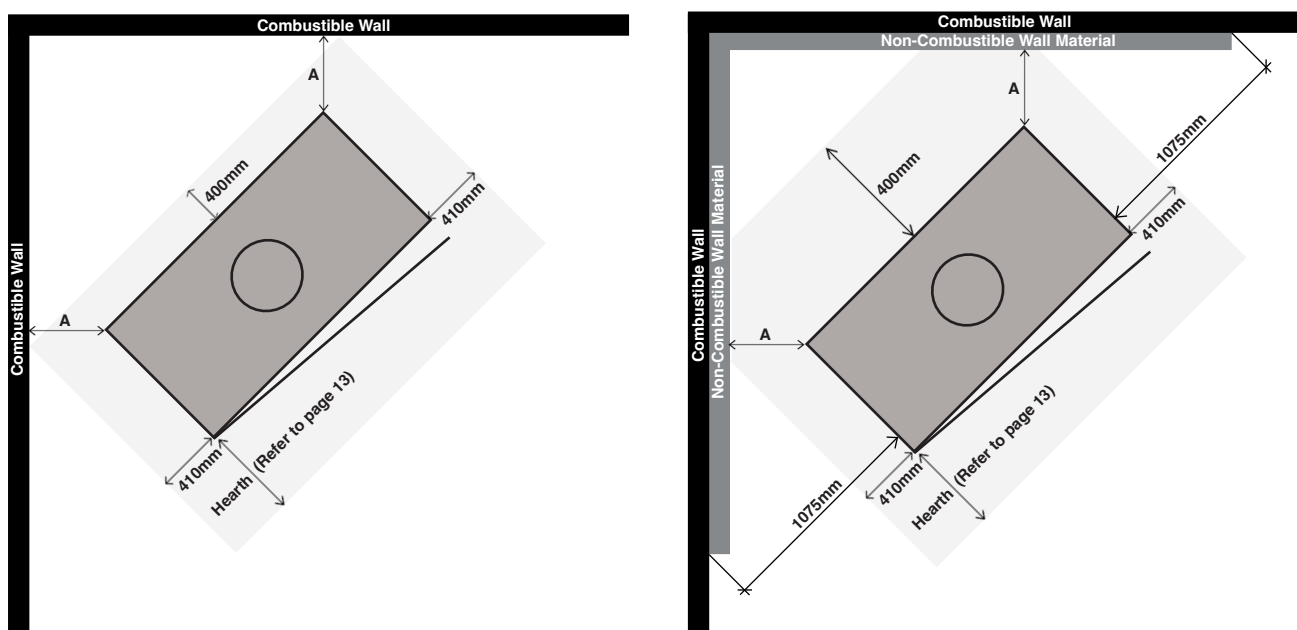 Combustible Wall
A
400mm
410mm
Combustible Wall
A
410mm
Hearth (Refer to page 13)
Combustible Wall
Non-Combustible Wall Material
A
1075mm
400mm
410mm
Combustible Wall
Non-Combustible Wall Material
A
410mm
Hearth (Refer to page 13)
1075mm